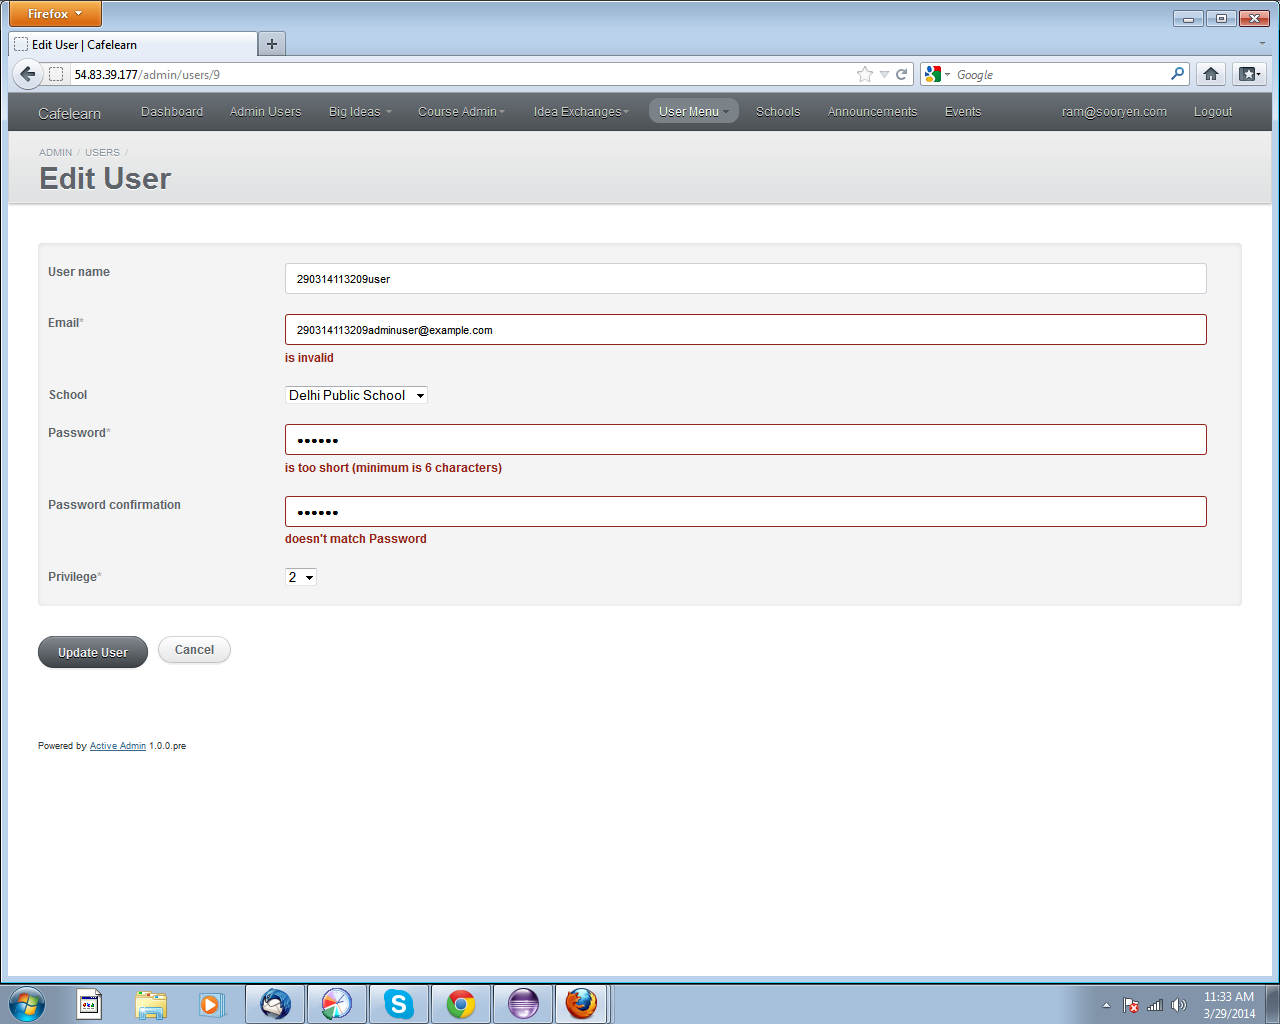 Firefox
Edit User | Cafelearn
54.83.39.177/admin/users/9
Google
Cafelearn Dashboard Admin Users Big Ideas Course Admin Idea Exchanges User Menu Schools Announcements Events ram@sooryen.com Logout
ADMIN / USERS /
Edit User
User name
290314113209user
Email*
290314113209adminuser@example.com
is invalid
School
Delhi Public School
Password*
••••••
is too short (minimum is 6 characters)
Password confirmation
••••••
doesn't match Password
Privilege*
2
Update User
Cancel
Powered by Active Admin 1.0.0.pre
11:33 AM
3/29/2014